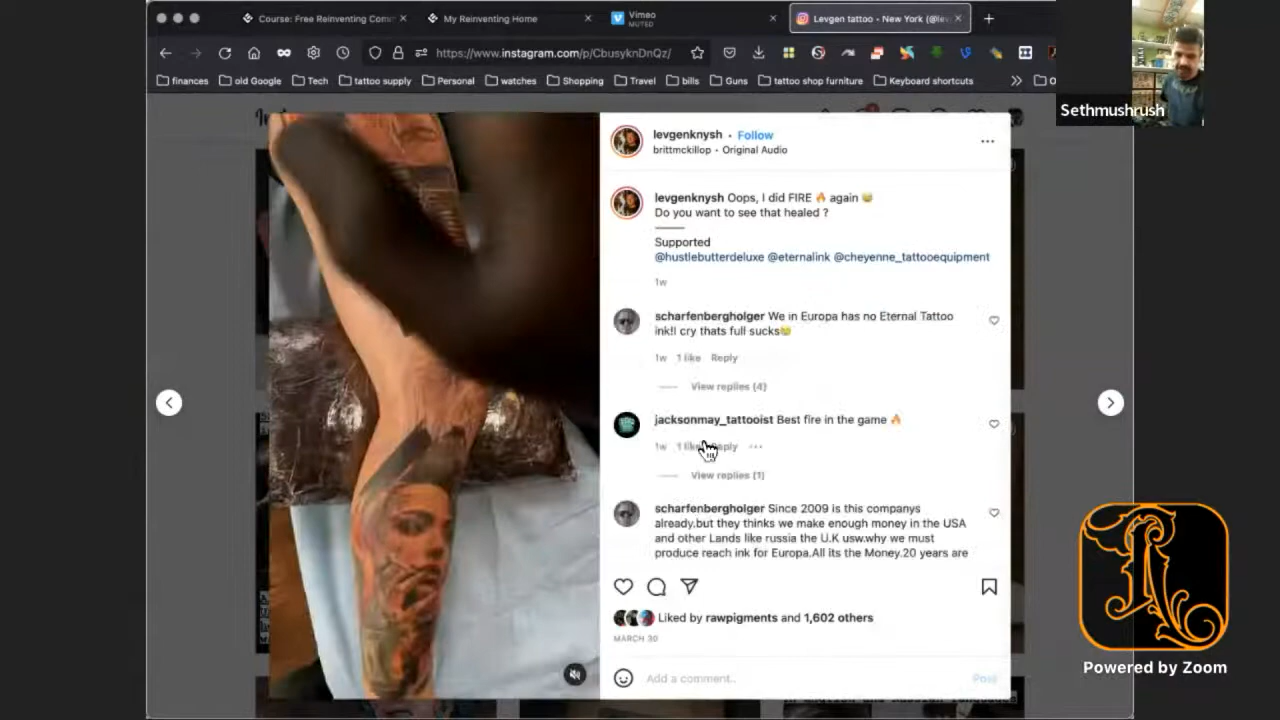 Course: Free Reinventing Com
My Reinventing Home
Vimeo
MUTED
Levgen tattoo • New York (@lev
https://www.instagram.com/p/CbusyknDnQz/
finances
old Google
Tech
tattoo supply
Personal
watches
Shopping
Travel
bills
Guns
tattoo shop furniture
Keyboard shortcuts
Sethmushrush
levgenknysh • Follow
brittmckillop • Original Audio
levgenknysh Oops, I did FIRE 🔥 again 😅
Do you want to see that healed ?
Supported
@hustlebutterdeluxe @eternalink @cheyenne_tattooequipment
1w
scharfenbergholger We in Europa has no Eternal Tattoo
ink!I cry thats full sucks😢
1w 1 like Reply
View replies (4)
jacksonmay_tattooist Best fire in the game 🔥
1w 1 like Reply
View replies (1)
scharfenbergholger Since 2009 is this companys
already.but they thinks we make enough money in the USA
and other Lands like russia the U.K usw.why we must
produce reach ink for Europa.All its the Money.20 years are
Liked by rawpigments and 1,602 others
MARCH 30
Add a comment..
Post
Powered by Zoom